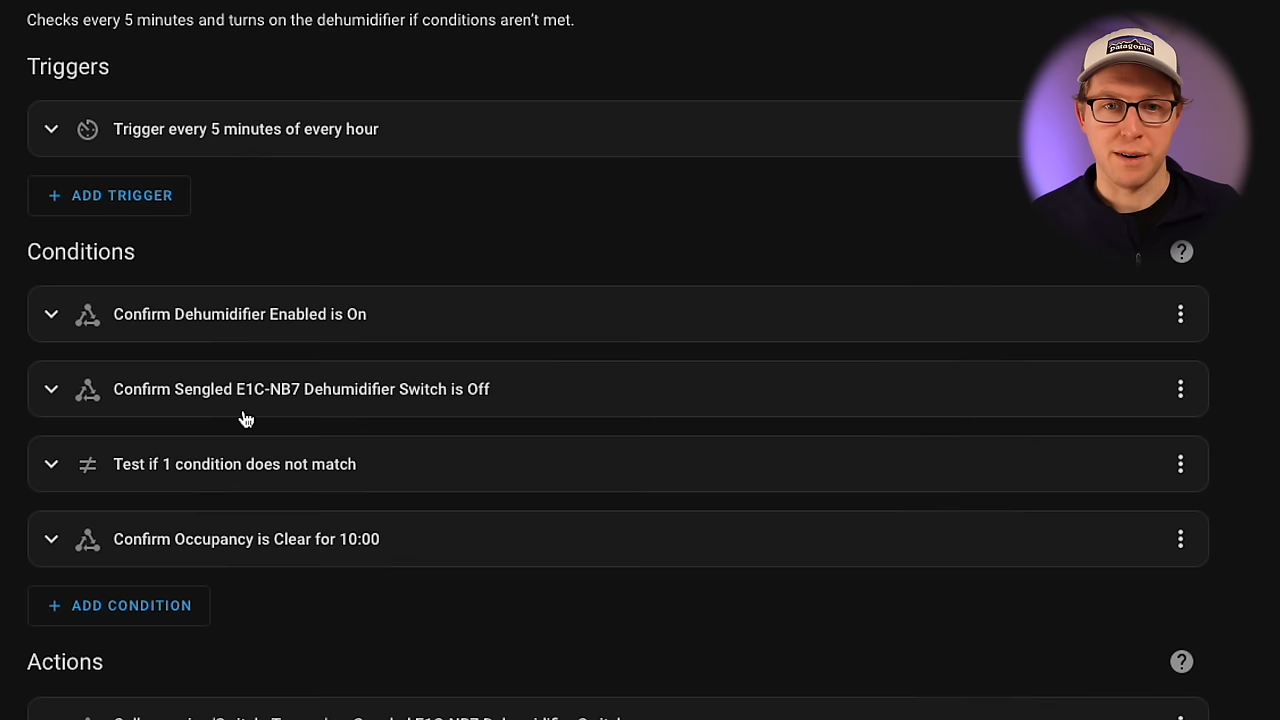 Checks every 5 minutes and turns on the dehumidifier if conditions aren’t met.
Triggers
Trigger every 5 minutes of every hour
+ ADD TRIGGER
patagonia
Conditions
?
Confirm Dehumidifier Enabled is On
Confirm Sengled E1C-NB7 Dehumidifier Switch is Off
Test if 1 condition does not match
Confirm Occupancy is Clear for 10:00
+ ADD CONDITION
Actions
?